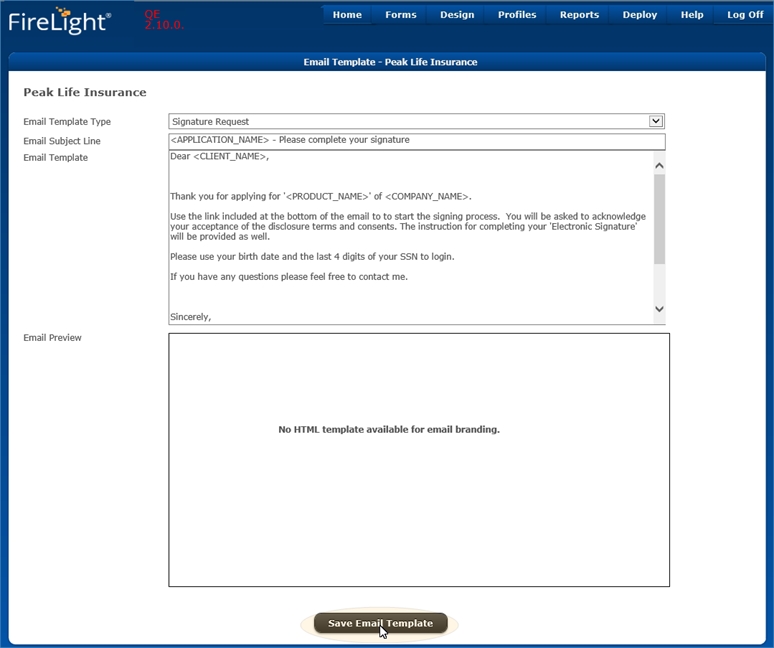 FireLight®
QE
2.10.0.
Home Forms Design Profiles Reports Deploy Help Log Off
Email Template - Peak Life Insurance
Peak Life Insurance
Email Template Type Signature Request
Email Subject Line <APPLICATION_NAME> - Please complete your signature
Email Template Dear <CLIENT_NAME>,
Thank you for applying for '<PRODUCT_NAME>' of <COMPANY_NAME>.
Use the link included at the bottom of the email to to start the signing process. You will be asked to acknowledge
your acceptance of the disclosure terms and consents. The instruction for completing your 'Electronic Signature'
will be provided as well.
Please use your birth date and the last 4 digits of your SSN to login.
If you have any questions please feel free to contact me.
Sincerely,
Email Preview
No HTML template available for email branding.
Save Email Template